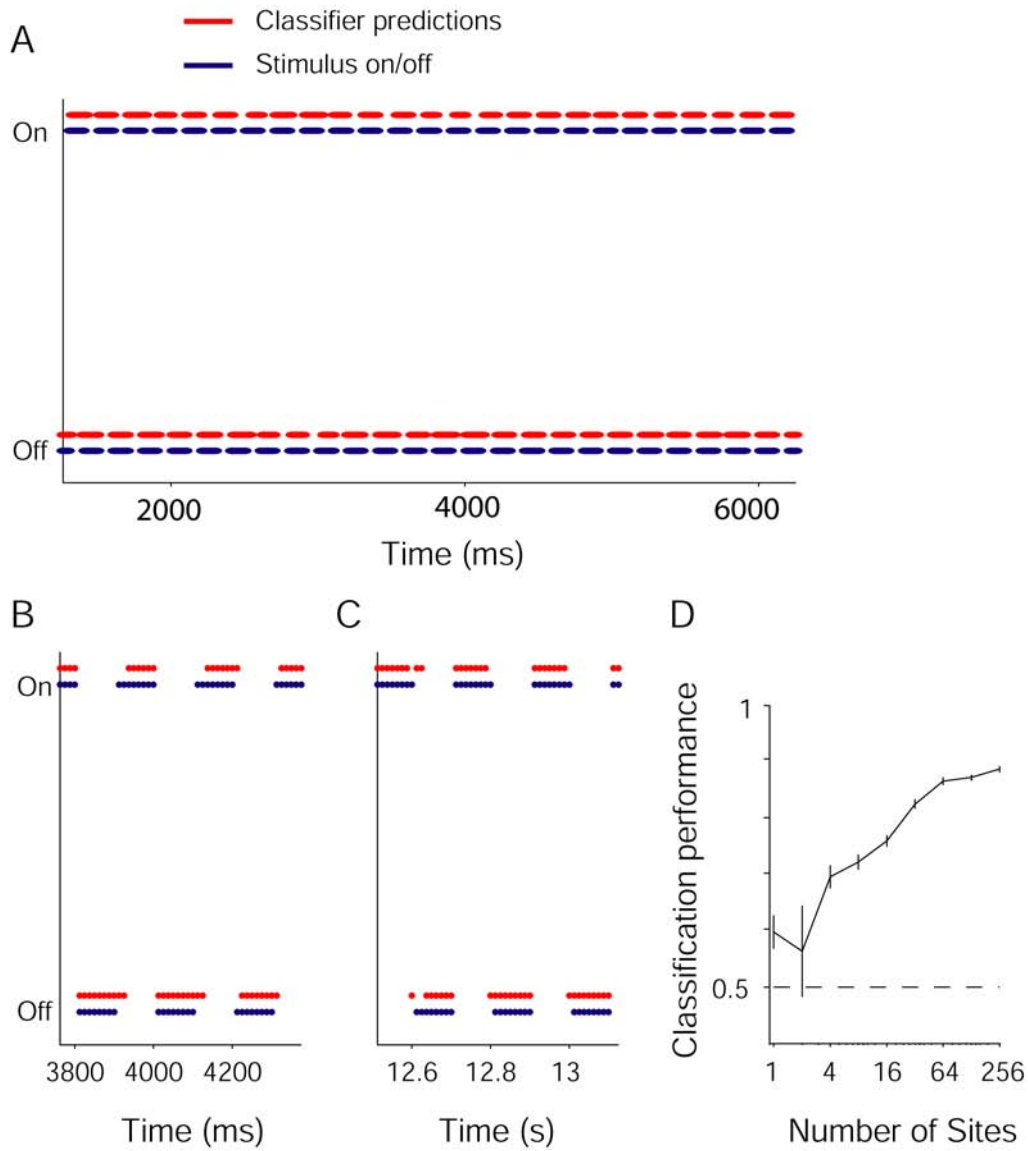 A
Classifier predictions
Stimulus on/off
On
Off
2000 4000 6000
Time (ms)
B
On
Off
3800 4000 4200
Time (ms)
C
12.6 12.8 13
Time (s)
D
Classification performance
1
0.5
1 4 16 64 256
Number of Sites